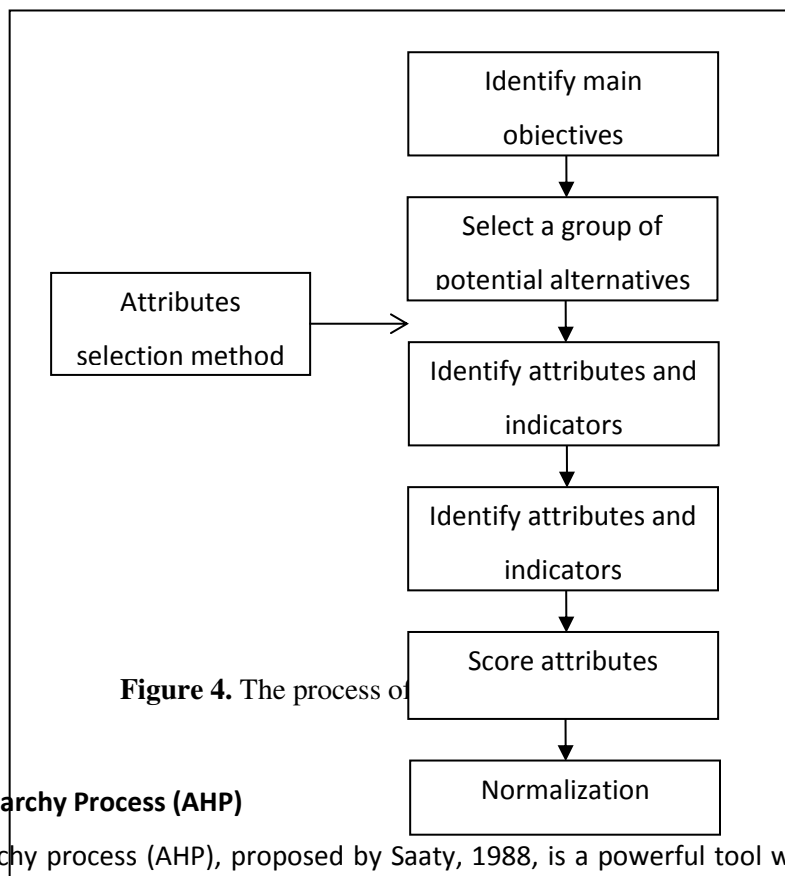 Identify main
objectives
Select a group of
potential alternatives
Attributes
selection method
Identify attributes and
indicators
Identify attributes and
indicators
Score attributes
Figure 4. The process of
Normalization
archy Process (AHP)
chy process (AHP), proposed by Saaty, 1988, is a powerful tool w